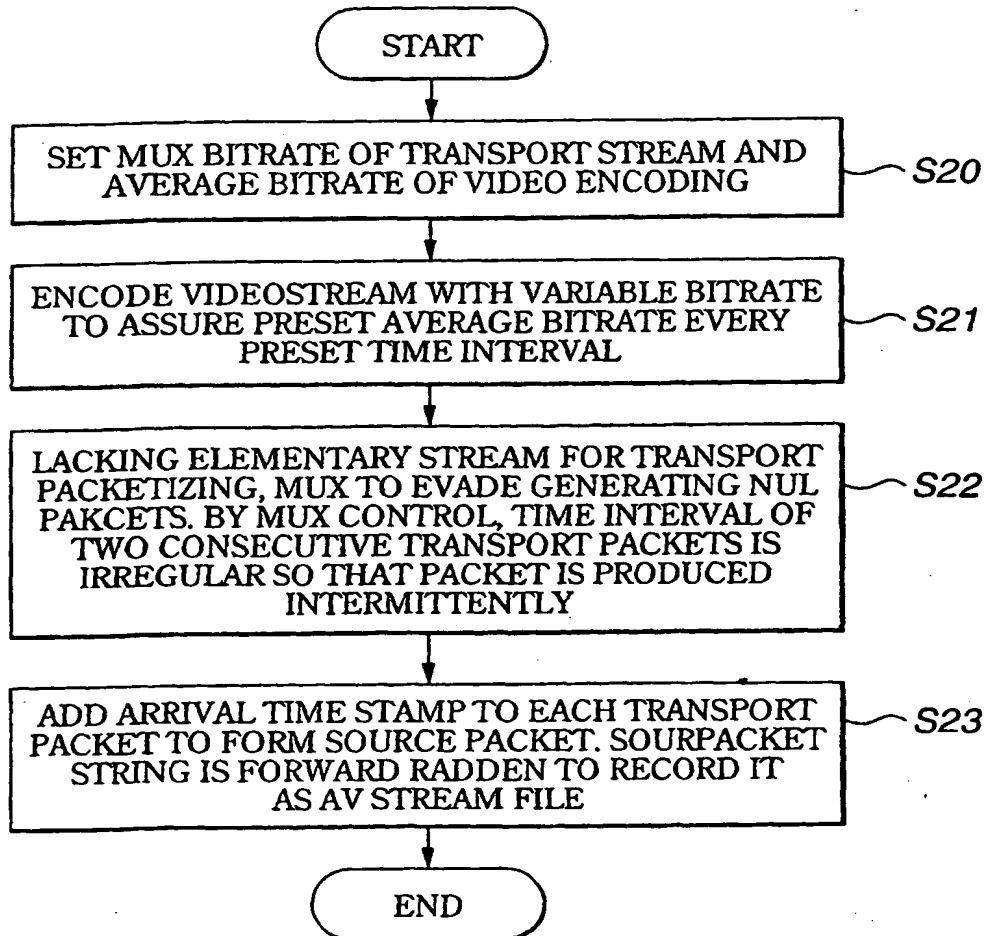 START
SET MUX BITRATE OF TRANSPORT STREAM AND
AVERAGE BITRATE OF VIDEO ENCODING
S20
ENCODE VIDEOSTREAM WITH VARIABLE BITRATE
TO ASSURE PRESET AVERAGE BITRATE EVERY
PRESET TIME INTERVAL
S21
LACKING ELEMENTARY STREAM FOR TRANSPORT
PACKETIZING, MUX TO EVADE GENERATING NUL
PAKCETS. BY MUX CONTROL, TIME INTERVAL OF
TWO CONSECUTIVE TRANSPORT PACKETS IS
IRREGULAR SO THAT PACKET IS PRODUCED
INTERMITTENTLY
S22
ADD ARRIVAL TIME STAMP TO EACH TRANSPORT
PACKET TO FORM SOURCE PACKET. SOURPACKET
STRING IS FORWARD RADDEN TO RECORD IT
AS AV STREAM FILE
S23
END